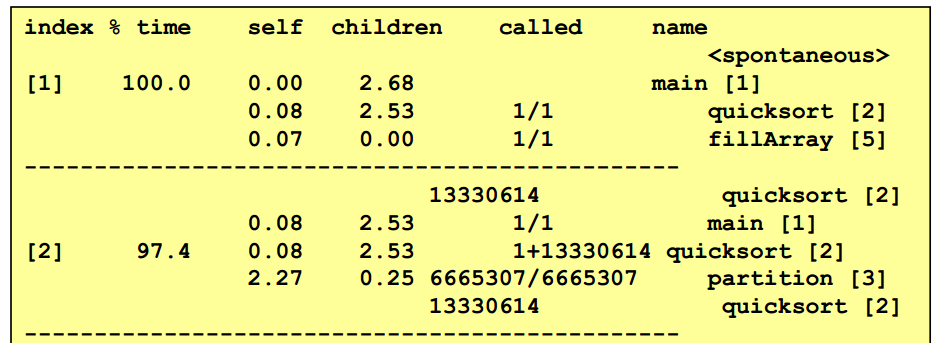 index % time    self  children    called     name
                                                 <spontaneous>
[1]    100.0    0.00    2.68                 main [1]
                0.08    2.53       1/1           quicksort [2]
                0.07    0.00       1/1           fillArray [5]
-----------------------------------------------
                             13330614             quicksort [2]
                0.08    2.53       1/1           main [1]
[2]     97.4    0.08    2.53       1+13330614 quicksort [2]
                2.27    0.25 6665307/6665307     partition [3]
                             13330614             quicksort [2]
-----------------------------------------------